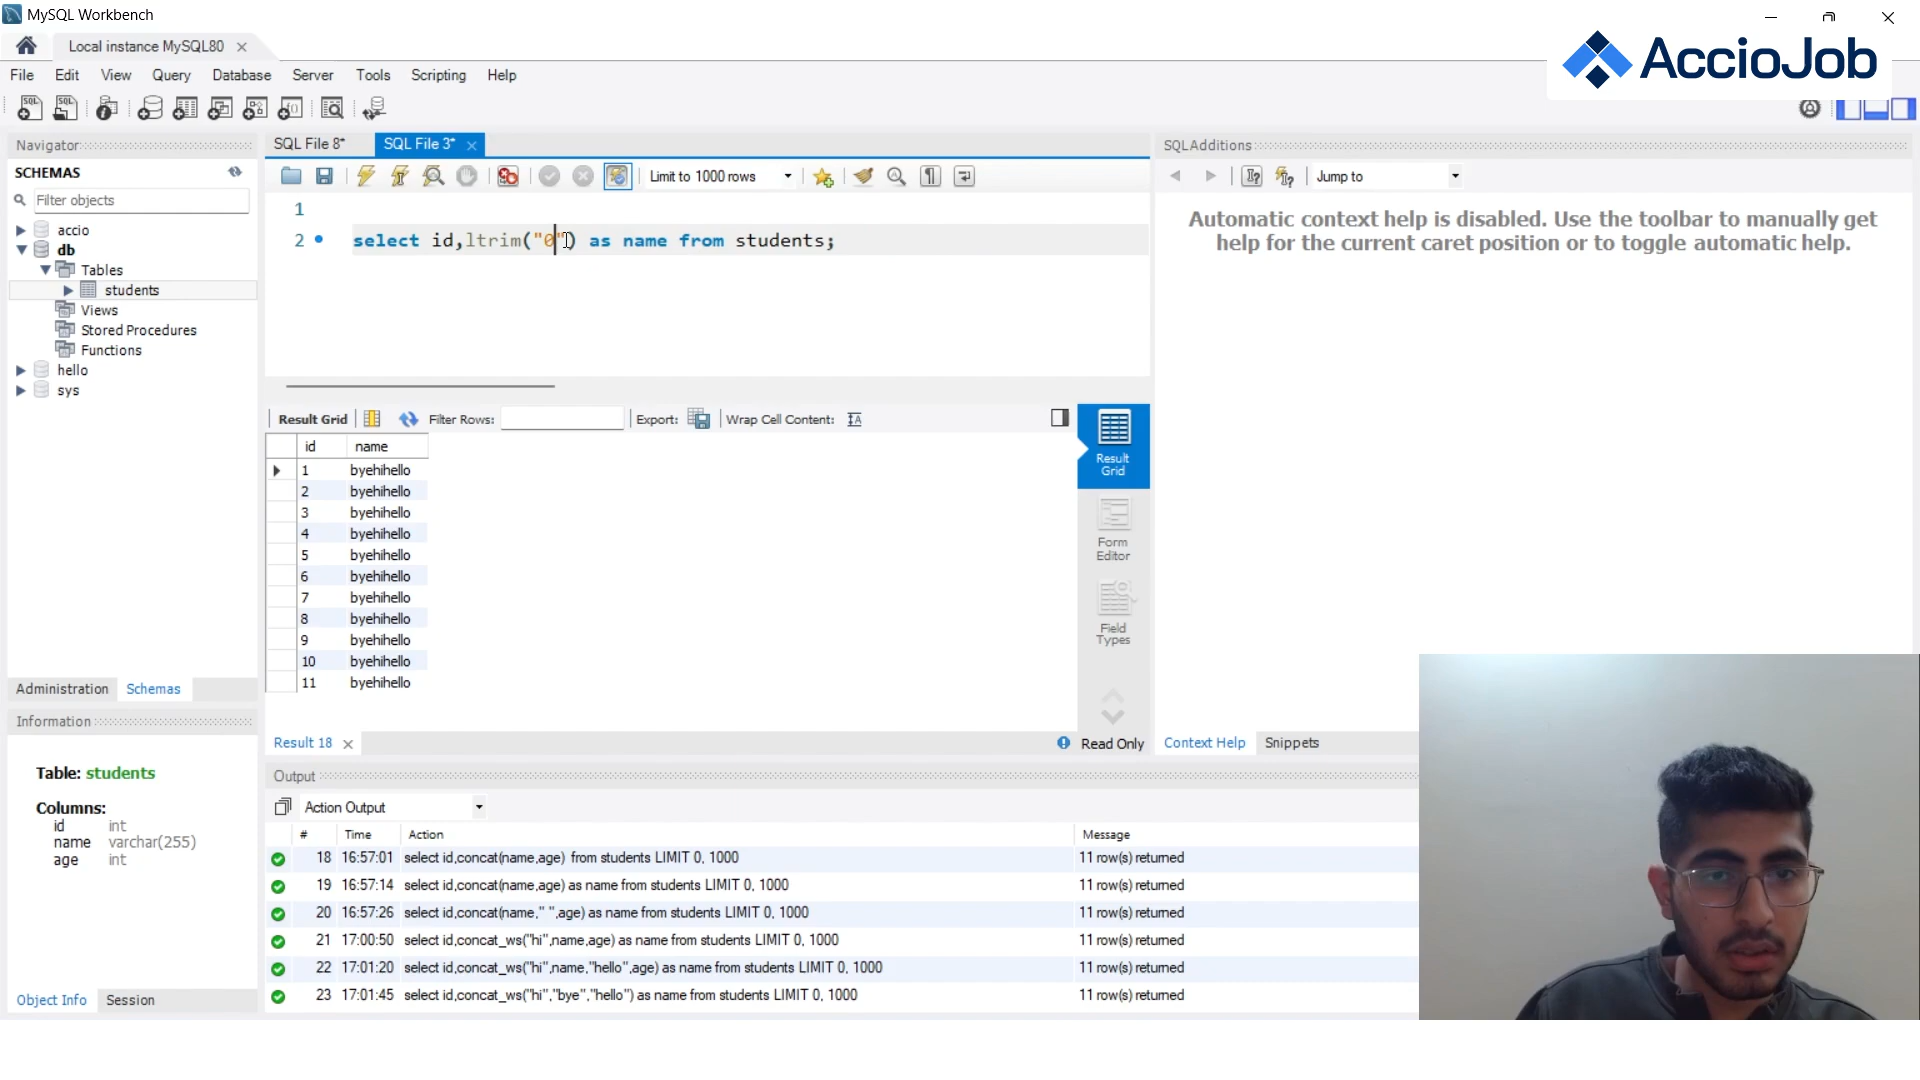 MySQL Workbench
Local instance MySQL80
AccioJob
File Edit View Query Database Server Tools Scripting Help
Navigator
SCHEMAS
Filter objects
accio
db
Tables
students
Views
Stored Procedures
Functions
hello
sys
Administration Schemas
Information
Table: students
Columns:
id int
name varchar(255)
age int
Object Info Session
SQL File 8* SQL File 3*
Limit to 1000 rows
1
2 select id,ltrim("0") as name from students;
Result Grid Filter Rows: Export: Wrap Cell Content:
id name
1 byehihello
2 byehihello
3 byehihello
4 byehihello
5 byehihello
6 byehihello
7 byehihello
8 byehihello
9 byehihello
10 byehihello
11 byehihello
Result
Grid
Form
Editor
Field
Types
Result 18 Read Only
SQLAdditions
Jump to
Automatic context help is disabled. Use the toolbar to manually get
help for the current caret position or to toggle automatic help.
Context Help Snippets
Output
Action Output
# Time Action Message
18 16:57:01 select id,concat(name,age) from students LIMIT 0, 1000 11 row(s) returned
19 16:57:14 select id,concat(name,age) as name from students LIMIT 0, 1000 11 row(s) returned
20 16:57:26 select id,concat(name," ",age) as name from students LIMIT 0, 1000 11 row(s) returned
21 17:00:50 select id,concat_ws("hi",name,age) as name from students LIMIT 0, 1000 11 row(s) returned
22 17:01:20 select id,concat_ws("hi",name,"hello",age) as name from students LIMIT 0, 1000 11 row(s) returned
23 17:01:45 select id,concat_ws("hi","bye","hello") as name from students LIMIT 0, 1000 11 row(s) returned